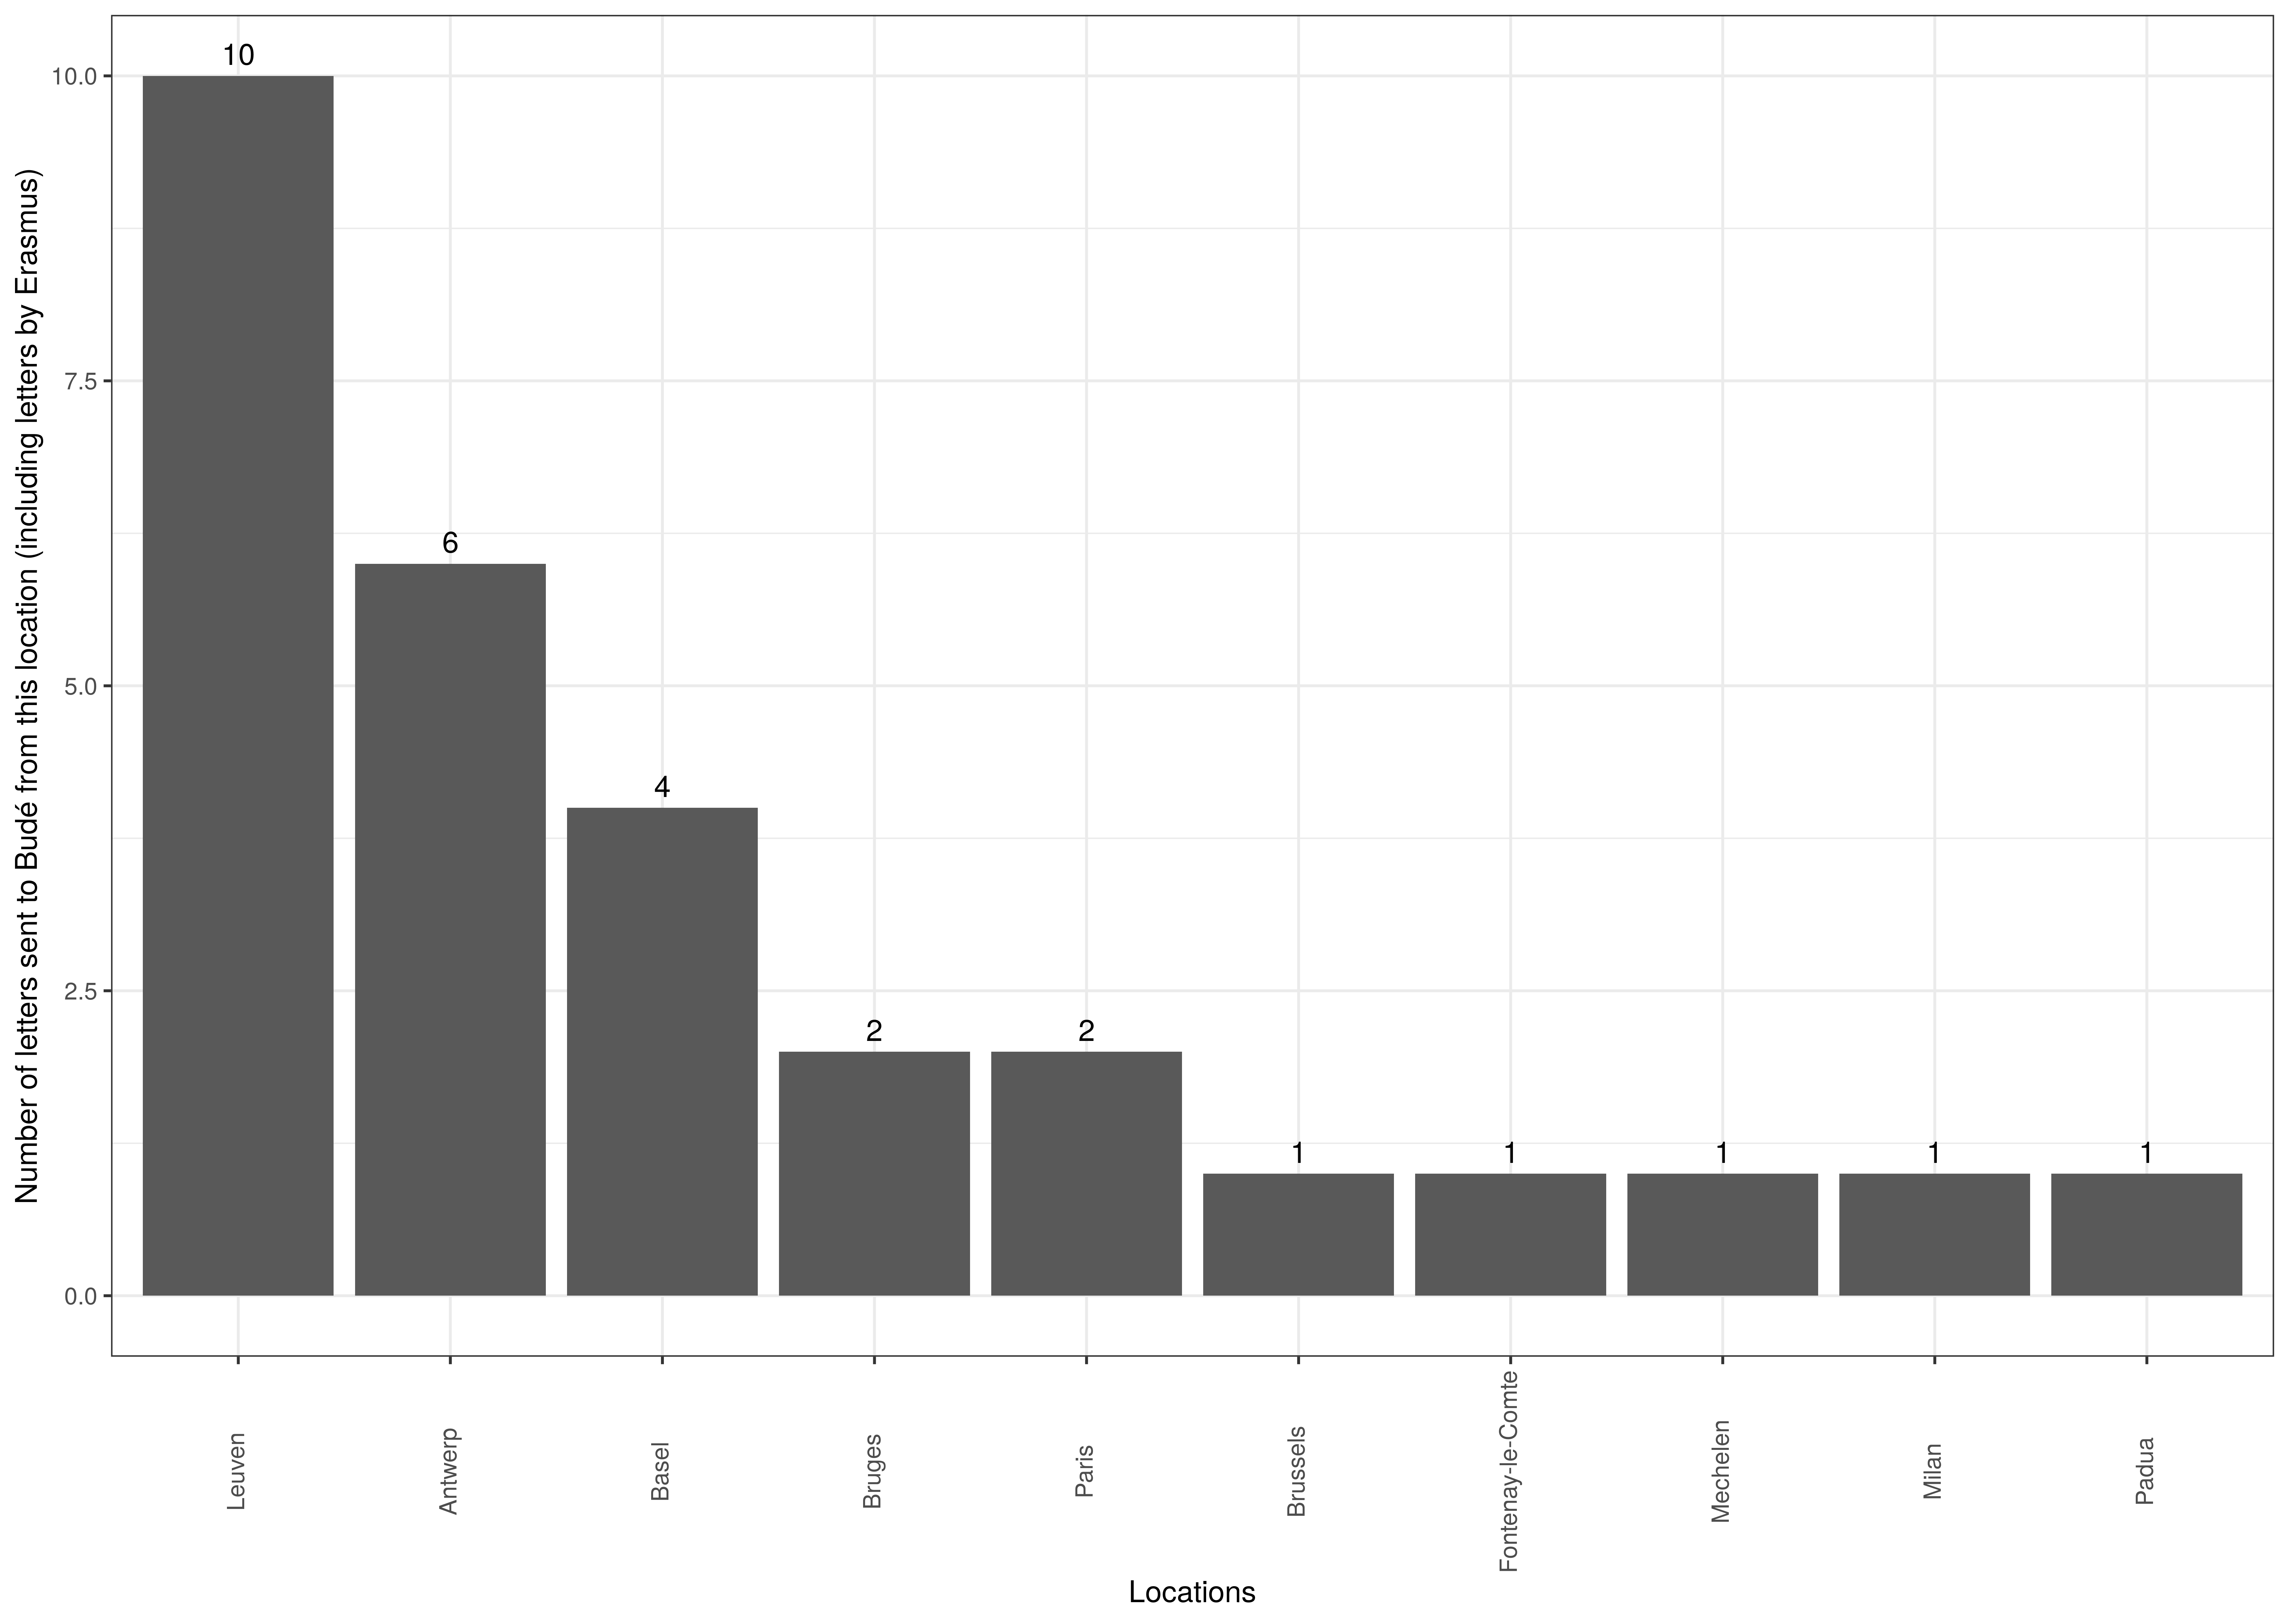 Number of letters sent to Budé from this location (including letters by Erasmus)
10.0
7.5
5.0
2.5
0.0
10
6
4
2
2
1
1
1
1
1
Leuven
Antwerp
Basel
Bruges
Paris
Brussels
Fontenay-le-Comte
Mechelen
Milan
Padua
Locations